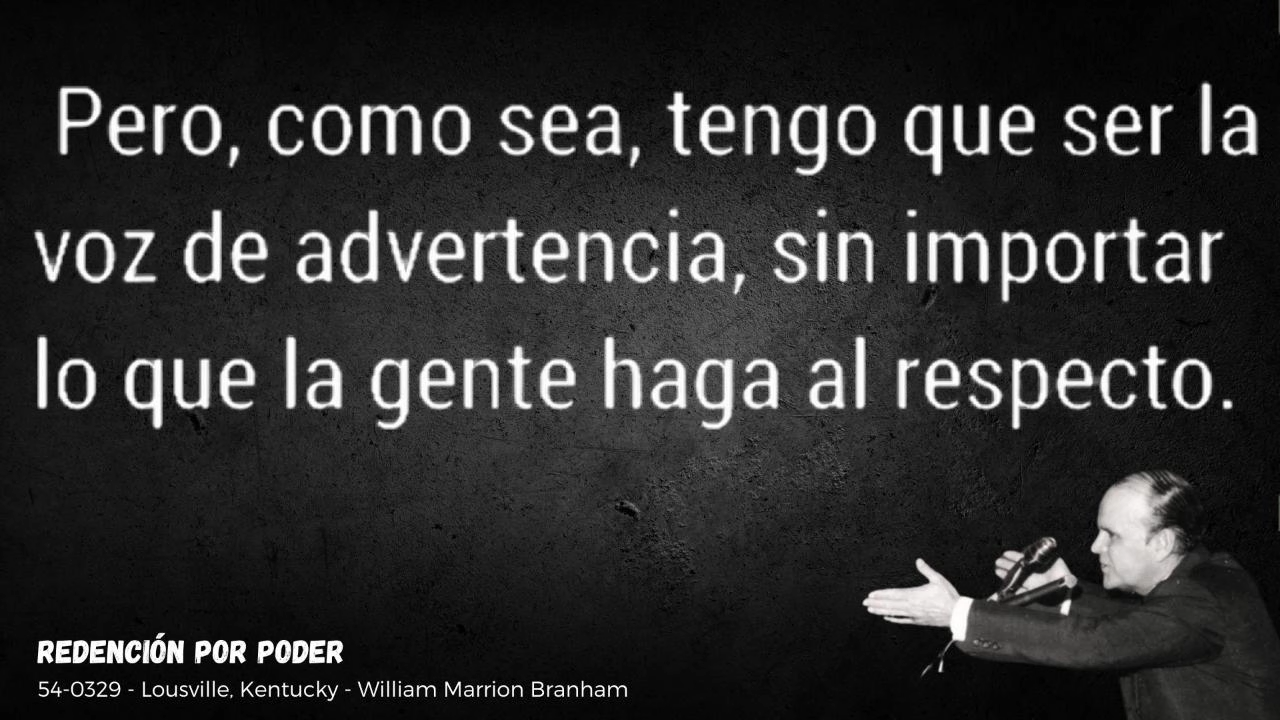 Pero, como sea, tengo que ser la
voz de advertencia, sin importar
lo que la gente haga al respecto.
REDENCIÓN POR PODER
54-0329 - Lousville, Kentucky - William Marrion Branham